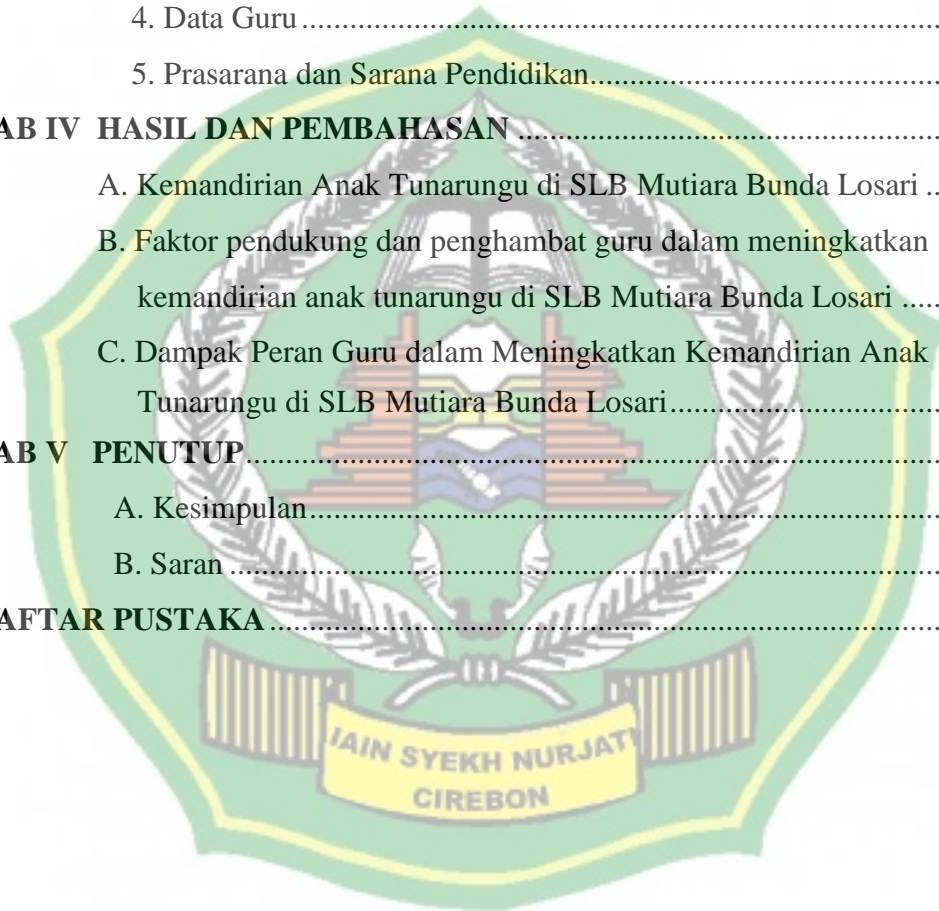 4. Data Guru ........................................................
5. Prasarana dan Sarana Pendidikan........................................
AB IV HASIL DAN PEMBAHASAN ........................................
A. Kemandirian Anak Tunarungu di SLB Mutiara Bunda Losari ..
B. Faktor pendukung dan penghambat guru dalam meningkatkan
kemandirian anak tunarungu di SLB Mutiara Bunda Losari .....
C. Dampak Peran Guru dalam Meningkatkan Kemandirian Anak
Tunarungu di SLB Mutiara Bunda Losari..............................
AB V PENUTUP........................................................
A. Kesimpulan........................................................
B. Saran ........................................................
AFTAR PUSTAKA........................................................
IAIN SYEKH NURJATI
CIREBON